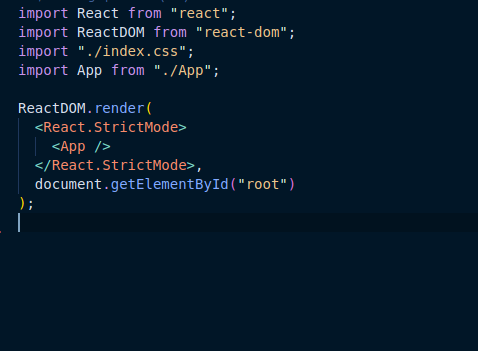 import React from "react";
import ReactDOM from "react-dom";
import "./index.css";
import App from "./App";
ReactDOM.render(
<React.StrictMode>
<App />
</React.StrictMode>,
document.getElementById("root")
);